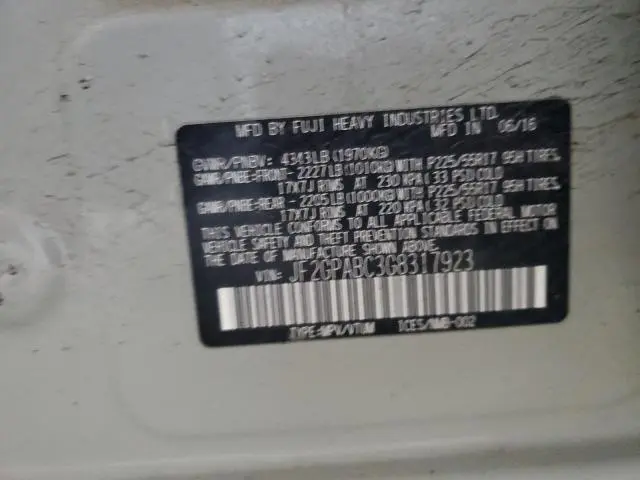 MFD BY FUJI HEAVY INDUSTRIES LTD.
MFD IN 06/16
GVWR/PNBV: 4343LB(1970KG)
GAWR/PNBE-FRONT- 2227LB(1010KG)WITH P225/55R17 95H TIRES
17X7J RIMS AT 230 KPA(33 PSI)COLD
GAWR/PNBE-REAR - 2205LB(1000KG)WITH P225/55R17 95H TIRES
17X7J RIMS AT 220 KPA(32 PSI)COLD
THIS VEHICLE CONFORMS TO ALL APPLICABLE FEDERAL MOTOR
VEHICLE SAFETY AND THEFT PREVENTION STANDARDS IN EFFECT
ON THE DATE OF MANUFACTURE SHOWN ABOVE.
VIN: JF2GPABC3G8317923
TYPE:MPV/VTUM ICES/NMB-002